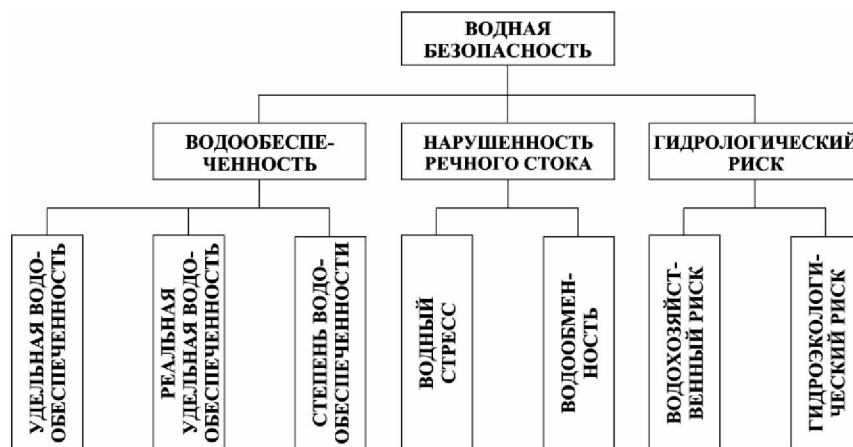 ВОДНАЯ
БЕЗОПАСНОСТЬ
ВОДООБЕСПЕ-
ЧЕННОСТЬ
НАРУШЕННОСТЬ
РЕЧНОГО СТОКА
ГИДРОЛОГИЧЕСКИЙ
РИСК
УДЕЛЬНАЯ ВОДО-
ОБЕСПЕЧЕННОСТЬ
РЕАЛЬНАЯ
УДЕЛЬНАЯ ВОДО-
ОБЕСПЕЧЕННОСТЬ
СТЕПЕНЬ ВОДО-
ОБЕСПЕЧЕННОСТИ
ВОДНЫЙ
СТРЕСС
ВОДООБМЕН-
НОСТЬ
ВОДОХОЗЯЙСТ-
ВЕННЫЙ РИСК
ГИДРОЭКОЛОГИ-
ЧЕСКИЙ РИСК